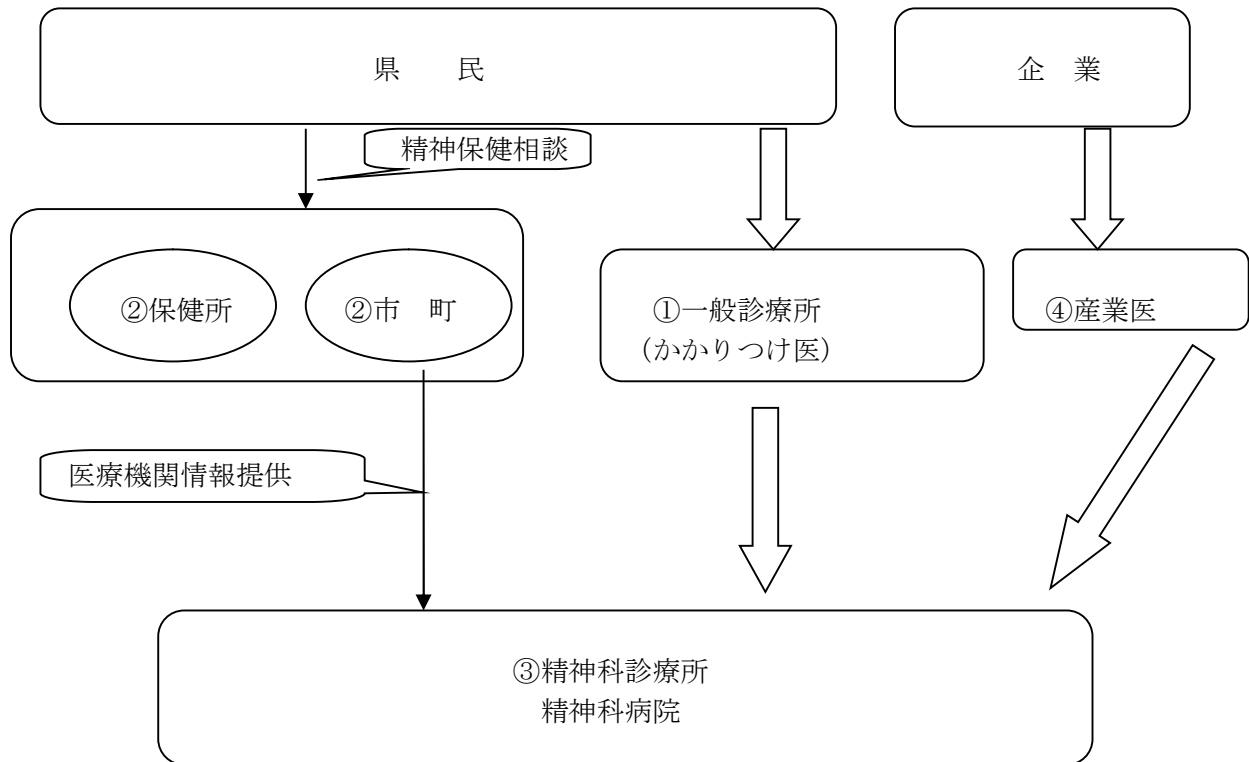 県　　民
企　業
精神保健相談
②保健所
②市　町
①一般診療所
（かかりつけ医）
④産業医
医療機関情報提供
③精神科診療所
精神科病院